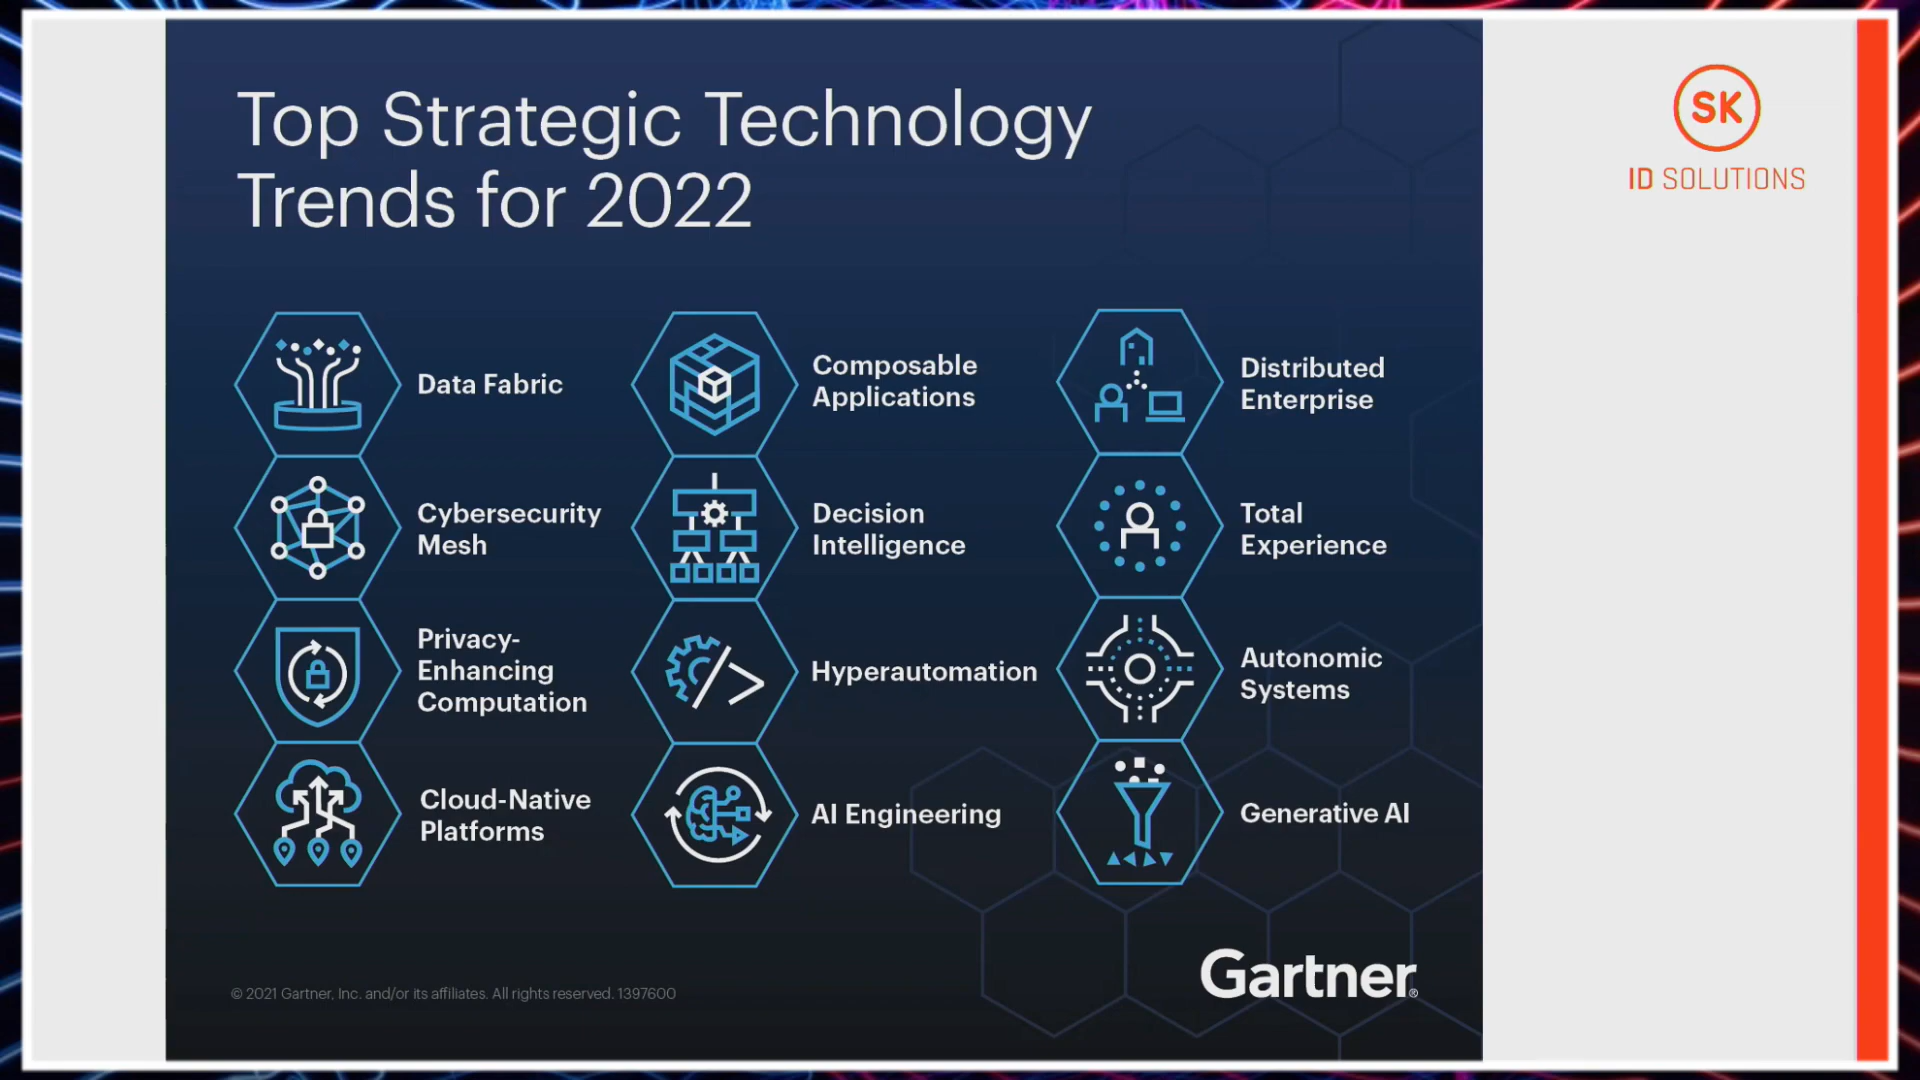 Top Strategic Technology
Trends for 2022
SK
ID SOLUTIONS
Data Fabric
Cybersecurity
Mesh
Privacy-
Enhancing
Computation
Cloud-Native
Platforms
Composable
Applications
Decision
Intelligence
Hyperautomation
AI Engineering
Distributed
Enterprise
Total
Experience
Autonomic
Systems
Generative AI
© 2021 Gartner, Inc. and/or its affiliates. All rights reserved. 1397600
Gartner®